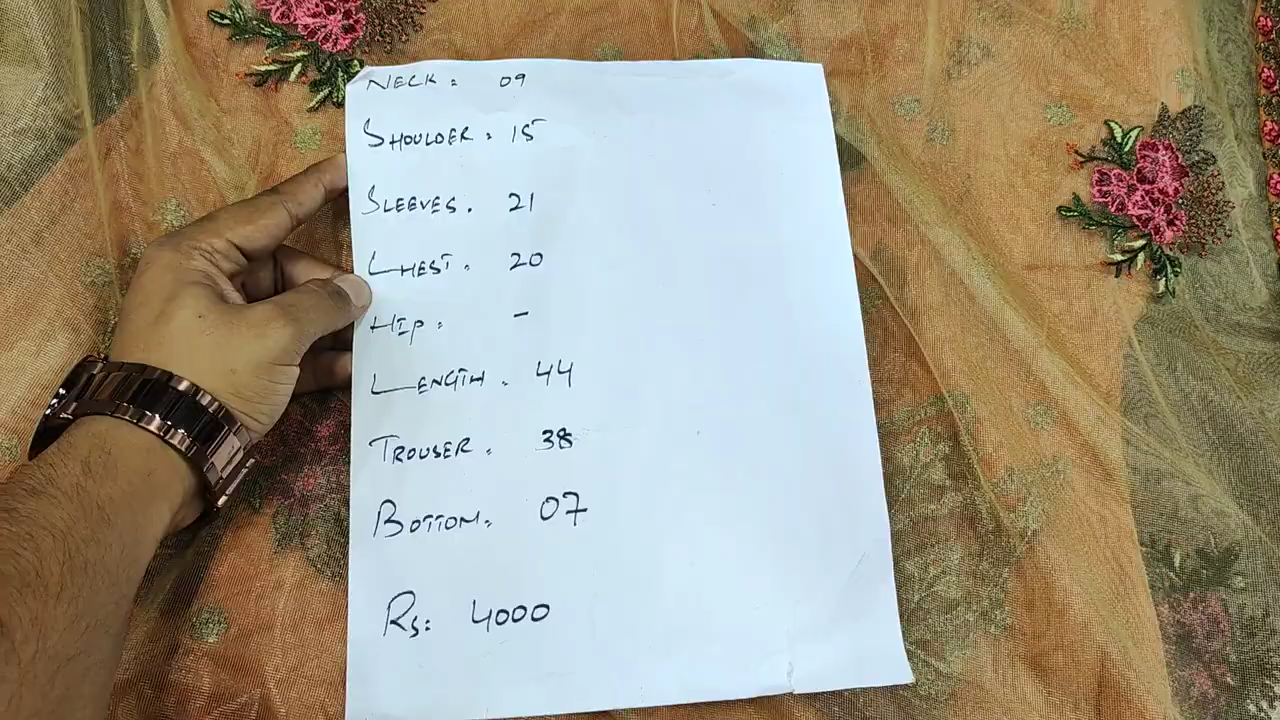 NECK = 09
SHOULDER = 15
SLEEVES = 21
CHEST = 20
HIP = -
LENGTH = 44
TROUSER = 38
BOTTOM = 07
Rs: 4000